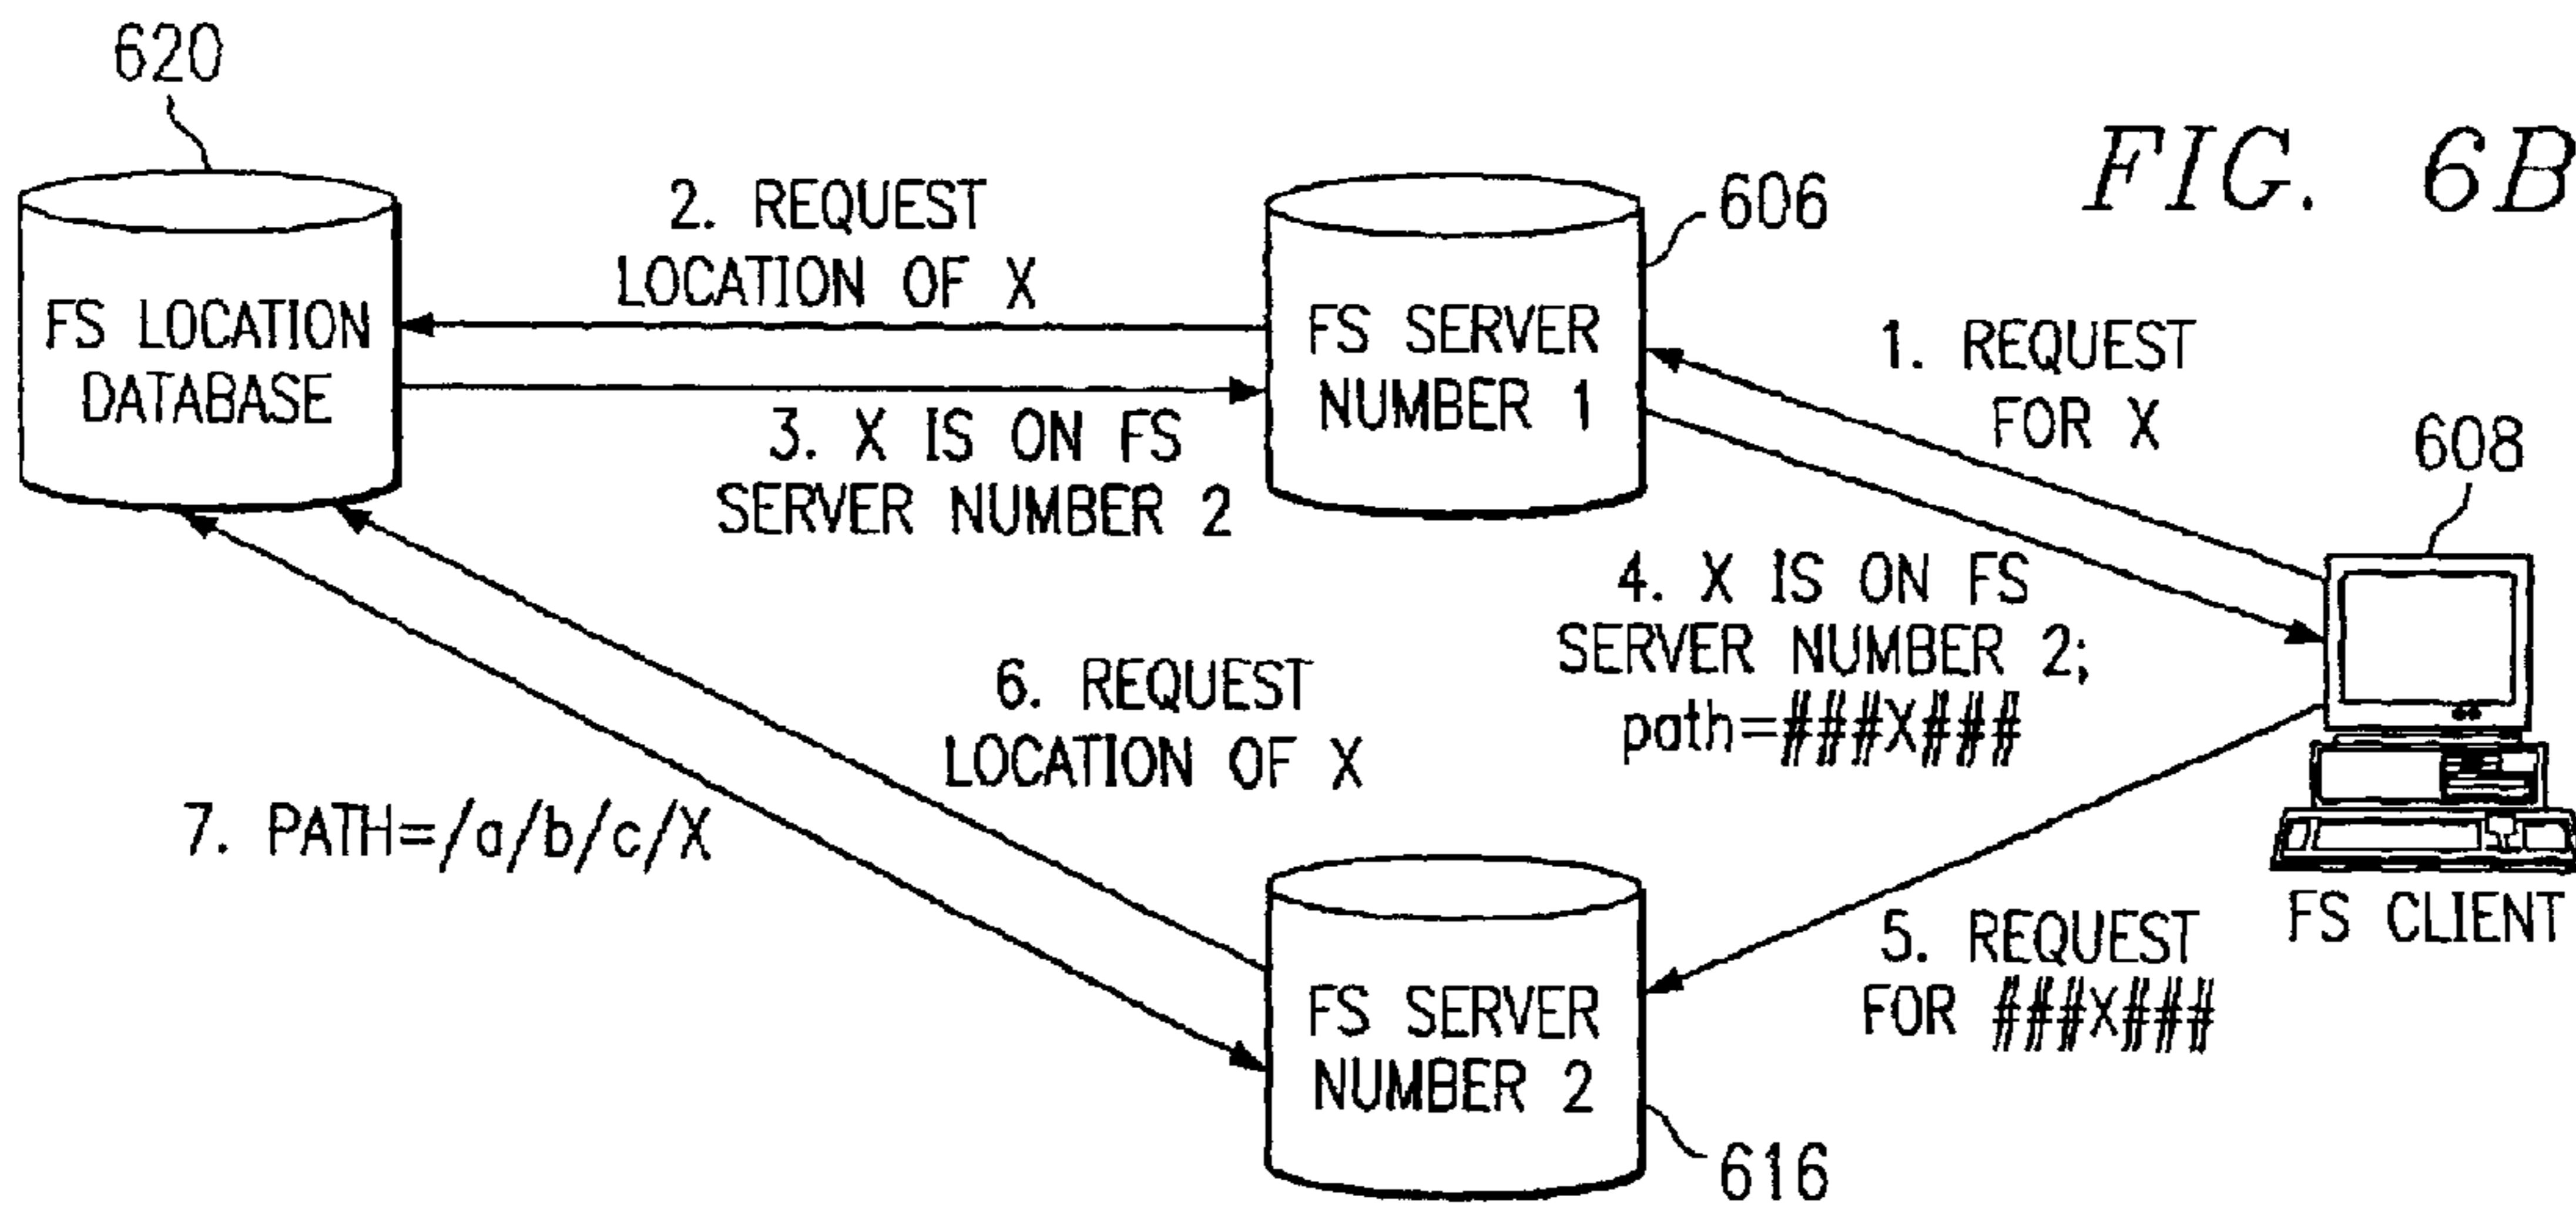 620
FIG. 6B
2. REQUEST
LOCATION OF X
606
FS LOCATION
DATABASE
FS SERVER
NUMBER 1
1. REQUEST
FOR X
3. X IS ON FS
SERVER NUMBER 2
608
4. X IS ON FS
SERVER NUMBER 2;
path=###X###
6. REQUEST
LOCATION OF X
7. PATH=/a/b/c/X
FS CLIENT
5. REQUEST
FOR ###X###
FS SERVER
NUMBER 2
616